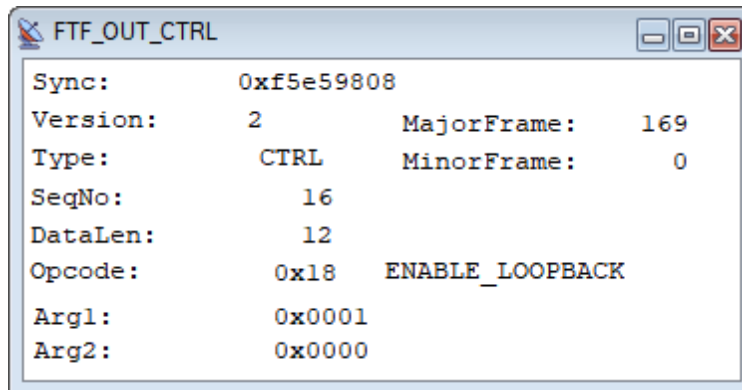 FTF_OUT_CTRL
Sync: 0xf5e59808
Version: 2 MajorFrame: 169
Type: CTRL MinorFrame: 0
SeqNo: 16
DataLen: 12
Opcode: 0x18 ENABLE_LOOPBACK
Arg1: 0x0001
Arg2: 0x0000